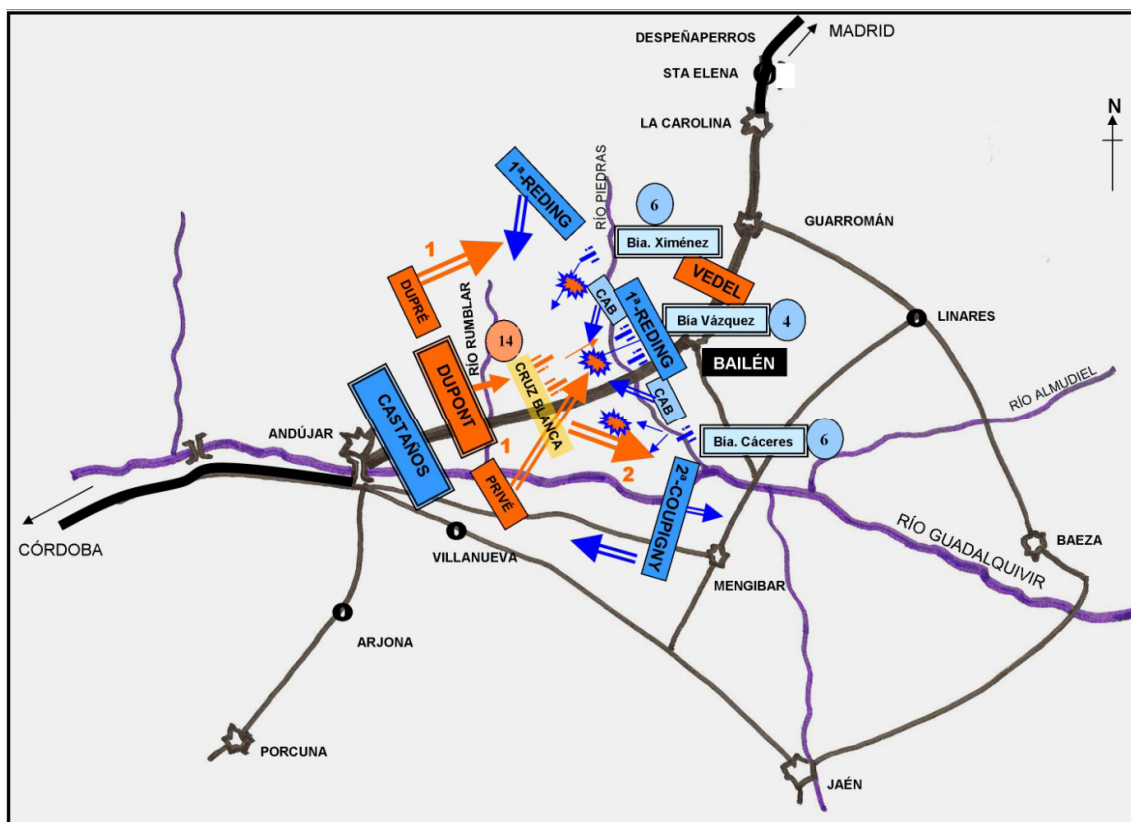 DESPEÑAPERROS
MADRID
STA ELENA
LA CAROLINA
N
1ª-REDING
RÍO PIEDRAS
6
Bia. Ximénez
GUARROMÁN
1
DUPRÉ
VEDEL
CAB
1ª-REDING
Bía Vázquez
4
LINARES
RÍO RUMBLAR
14
BAILÉN
DUPONT
CRUZ BLANCA
CAB
CASTAÑOS
RÍO ALMUDIEL
ANDÚJAR
1
Bía. Cáceres
6
2
PRIVÉ
2ª-COUPIGNY
CÓRDOBA
VILLANUEVA
RÍO GUADALQUIVIR
BAEZA
MENGIBAR
ARJONA
PORCUNA
JAÉN